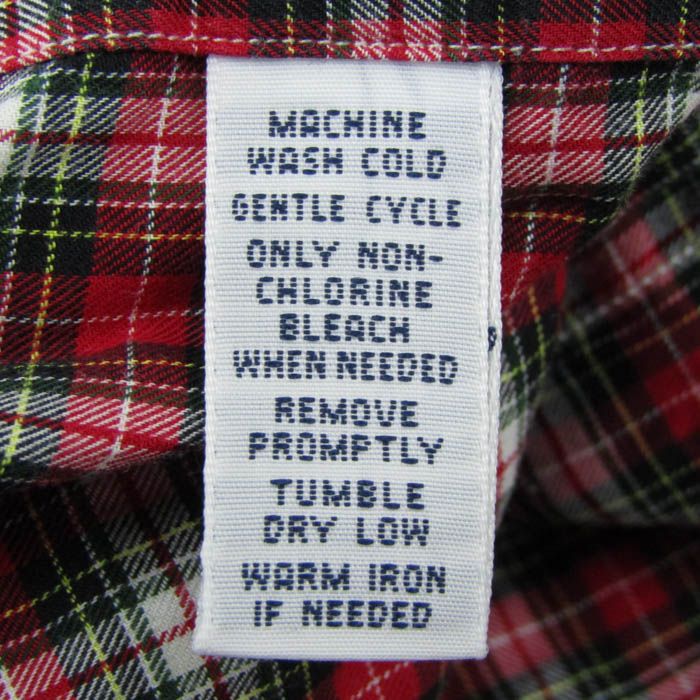 MACHINE
WASH COLD
GENTLE CYCLE
ONLY NON-
CHLORINE
BLEACH
WHEN NEEDED
REMOVE
PROMPTLY
TUMBLE
DRY LOW
WARM IRON
IF NEEDED